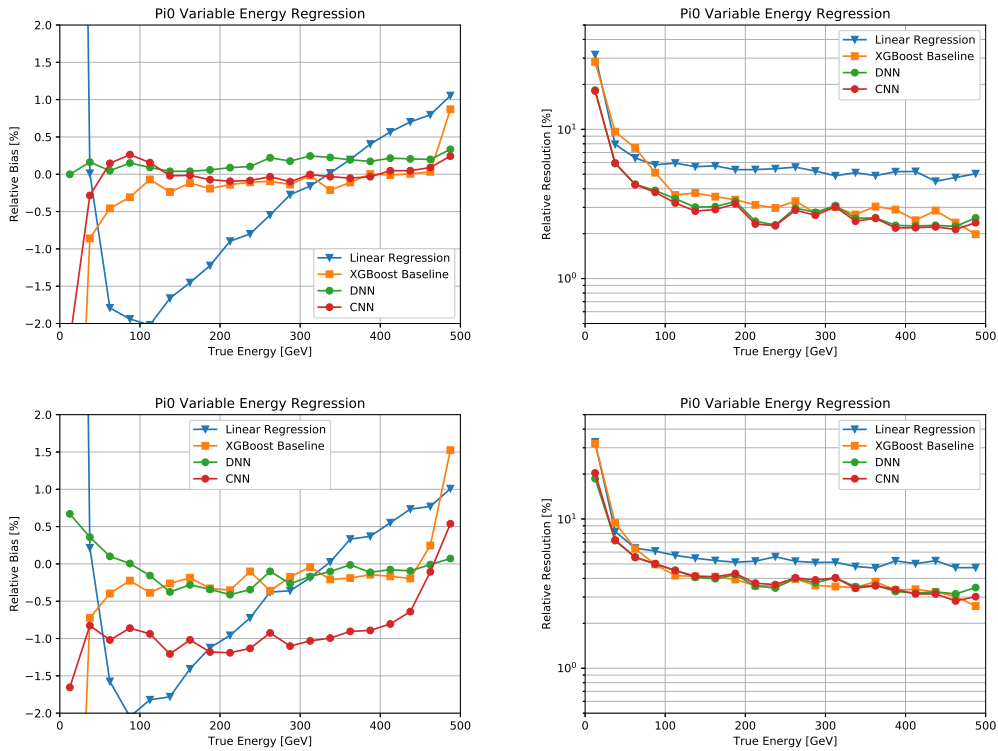 Pi0 Variable Energy Regression
Relative Bias [%]
2.0
1.5
1.0
0.5
0.0
−0.5
−1.0
−1.5
−2.0
Linear Regression
XGBoost Baseline
DNN
CNN
0 100 200 300 400 500
True Energy [GeV]
Pi0 Variable Energy Regression
Relative Resolution [%]
10¹
10⁰
Linear Regression
XGBoost Baseline
DNN
CNN
0 100 200 300 400 500
True Energy [GeV]
Pi0 Variable Energy Regression
Relative Bias [%]
2.0
1.5
1.0
0.5
0.0
−0.5
−1.0
−1.5
−2.0
Linear Regression
XGBoost Baseline
DNN
CNN
0 100 200 300 400 500
True Energy [GeV]
Pi0 Variable Energy Regression
Relative Resolution [%]
10¹
10⁰
Linear Regression
XGBoost Baseline
DNN
CNN
0 100 200 300 400 500
True Energy [GeV]